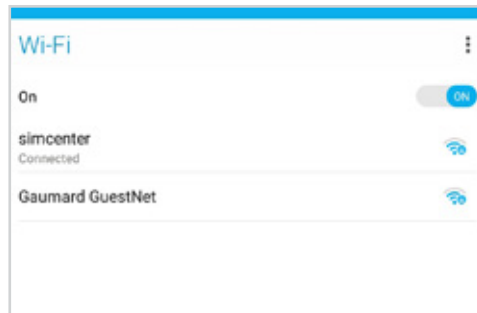 Wi-Fi
On
ON
simcenter
Connected
Gaumard GuestNet